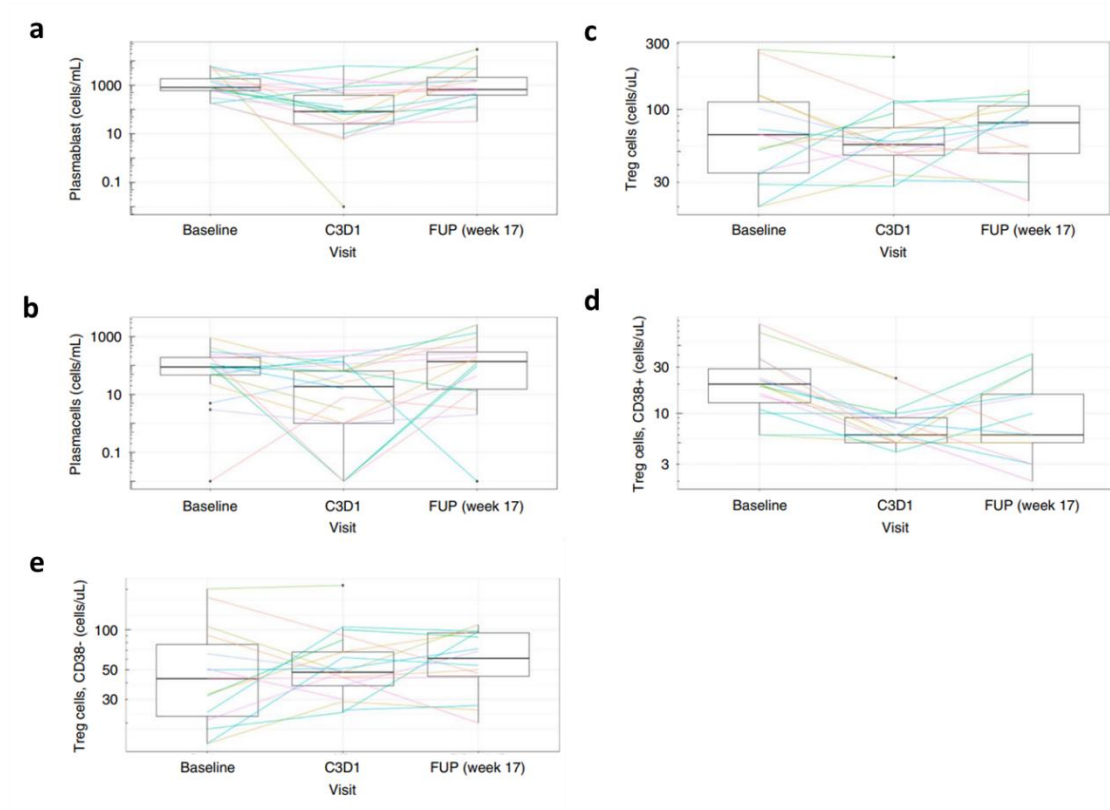 a
Plasmablast (cells/mL)
1000
10
0.1
Baseline
C3D1
FUP (week 17)
Visit
c
Treg cells (cells/uL)
300
100
30
Baseline
C3D1
FUP (week 17)
Visit
b
Plasmacells (cells/mL)
1000
10
0.1
Baseline
C3D1
FUP (week 17)
Visit
d
Treg cells, CD38+ (cells/uL)
30
10
3
Baseline
C3D1
FUP (week 17)
Visit
e
Treg cells, CD38- (cells/uL)
100
50
30
Baseline
C3D1
FUP (week 17)
Visit